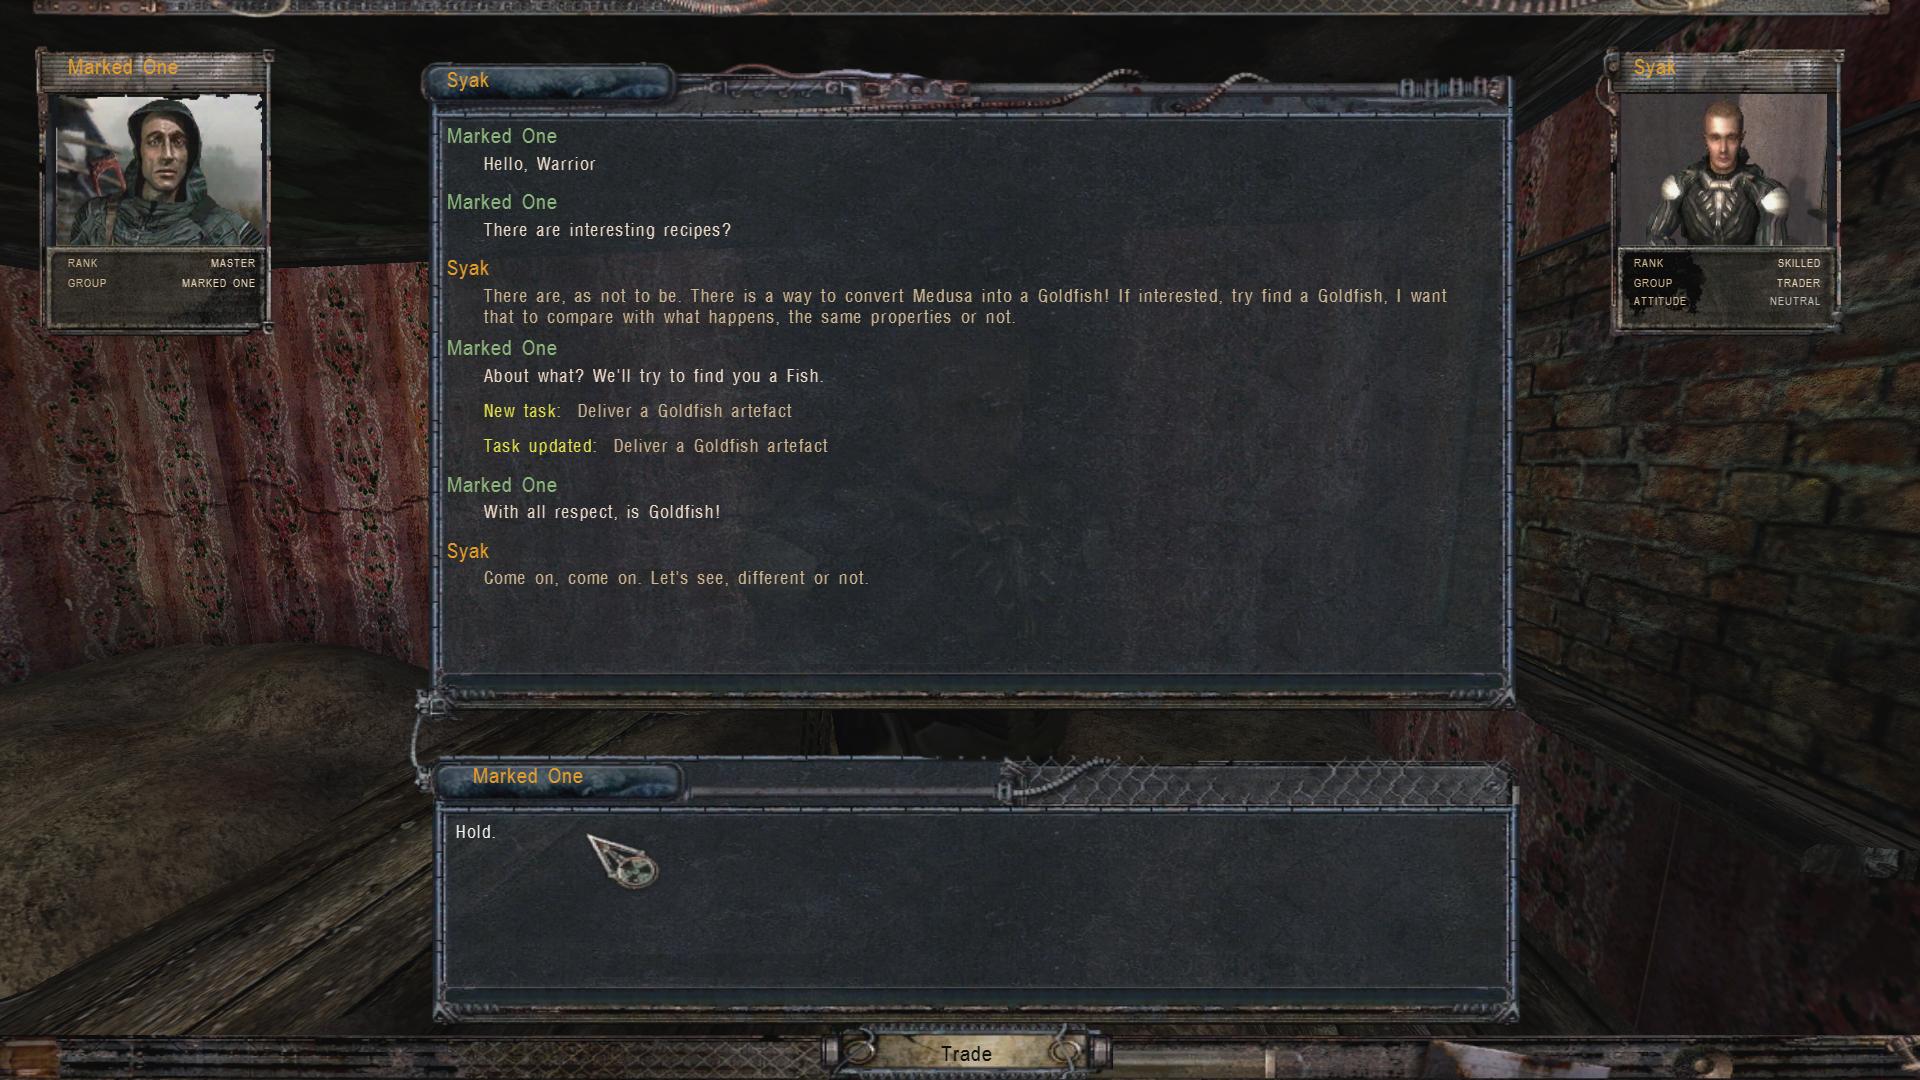 Marked One
Syak
Syak
RANK MASTER
GROUP MARKED ONE
RANK SKILLED
GROUP TRADER
ATTITUDE NEUTRAL
Marked One
Hello, Warrior
Marked One
There are interesting recipes?
Syak
There are, as not to be. There is a way to convert Medusa into a Goldfish! If interested, try find a Goldfish, I want
that to compare with what happens, the same properties or not.
Marked One
About what? We'll try to find you a Fish.
New task: Deliver a Goldfish artefact
Task updated: Deliver a Goldfish artefact
Marked One
With all respect, is Goldfish!
Syak
Come on, come on. Let's see, different or not.
Marked One
Hold.
Trade